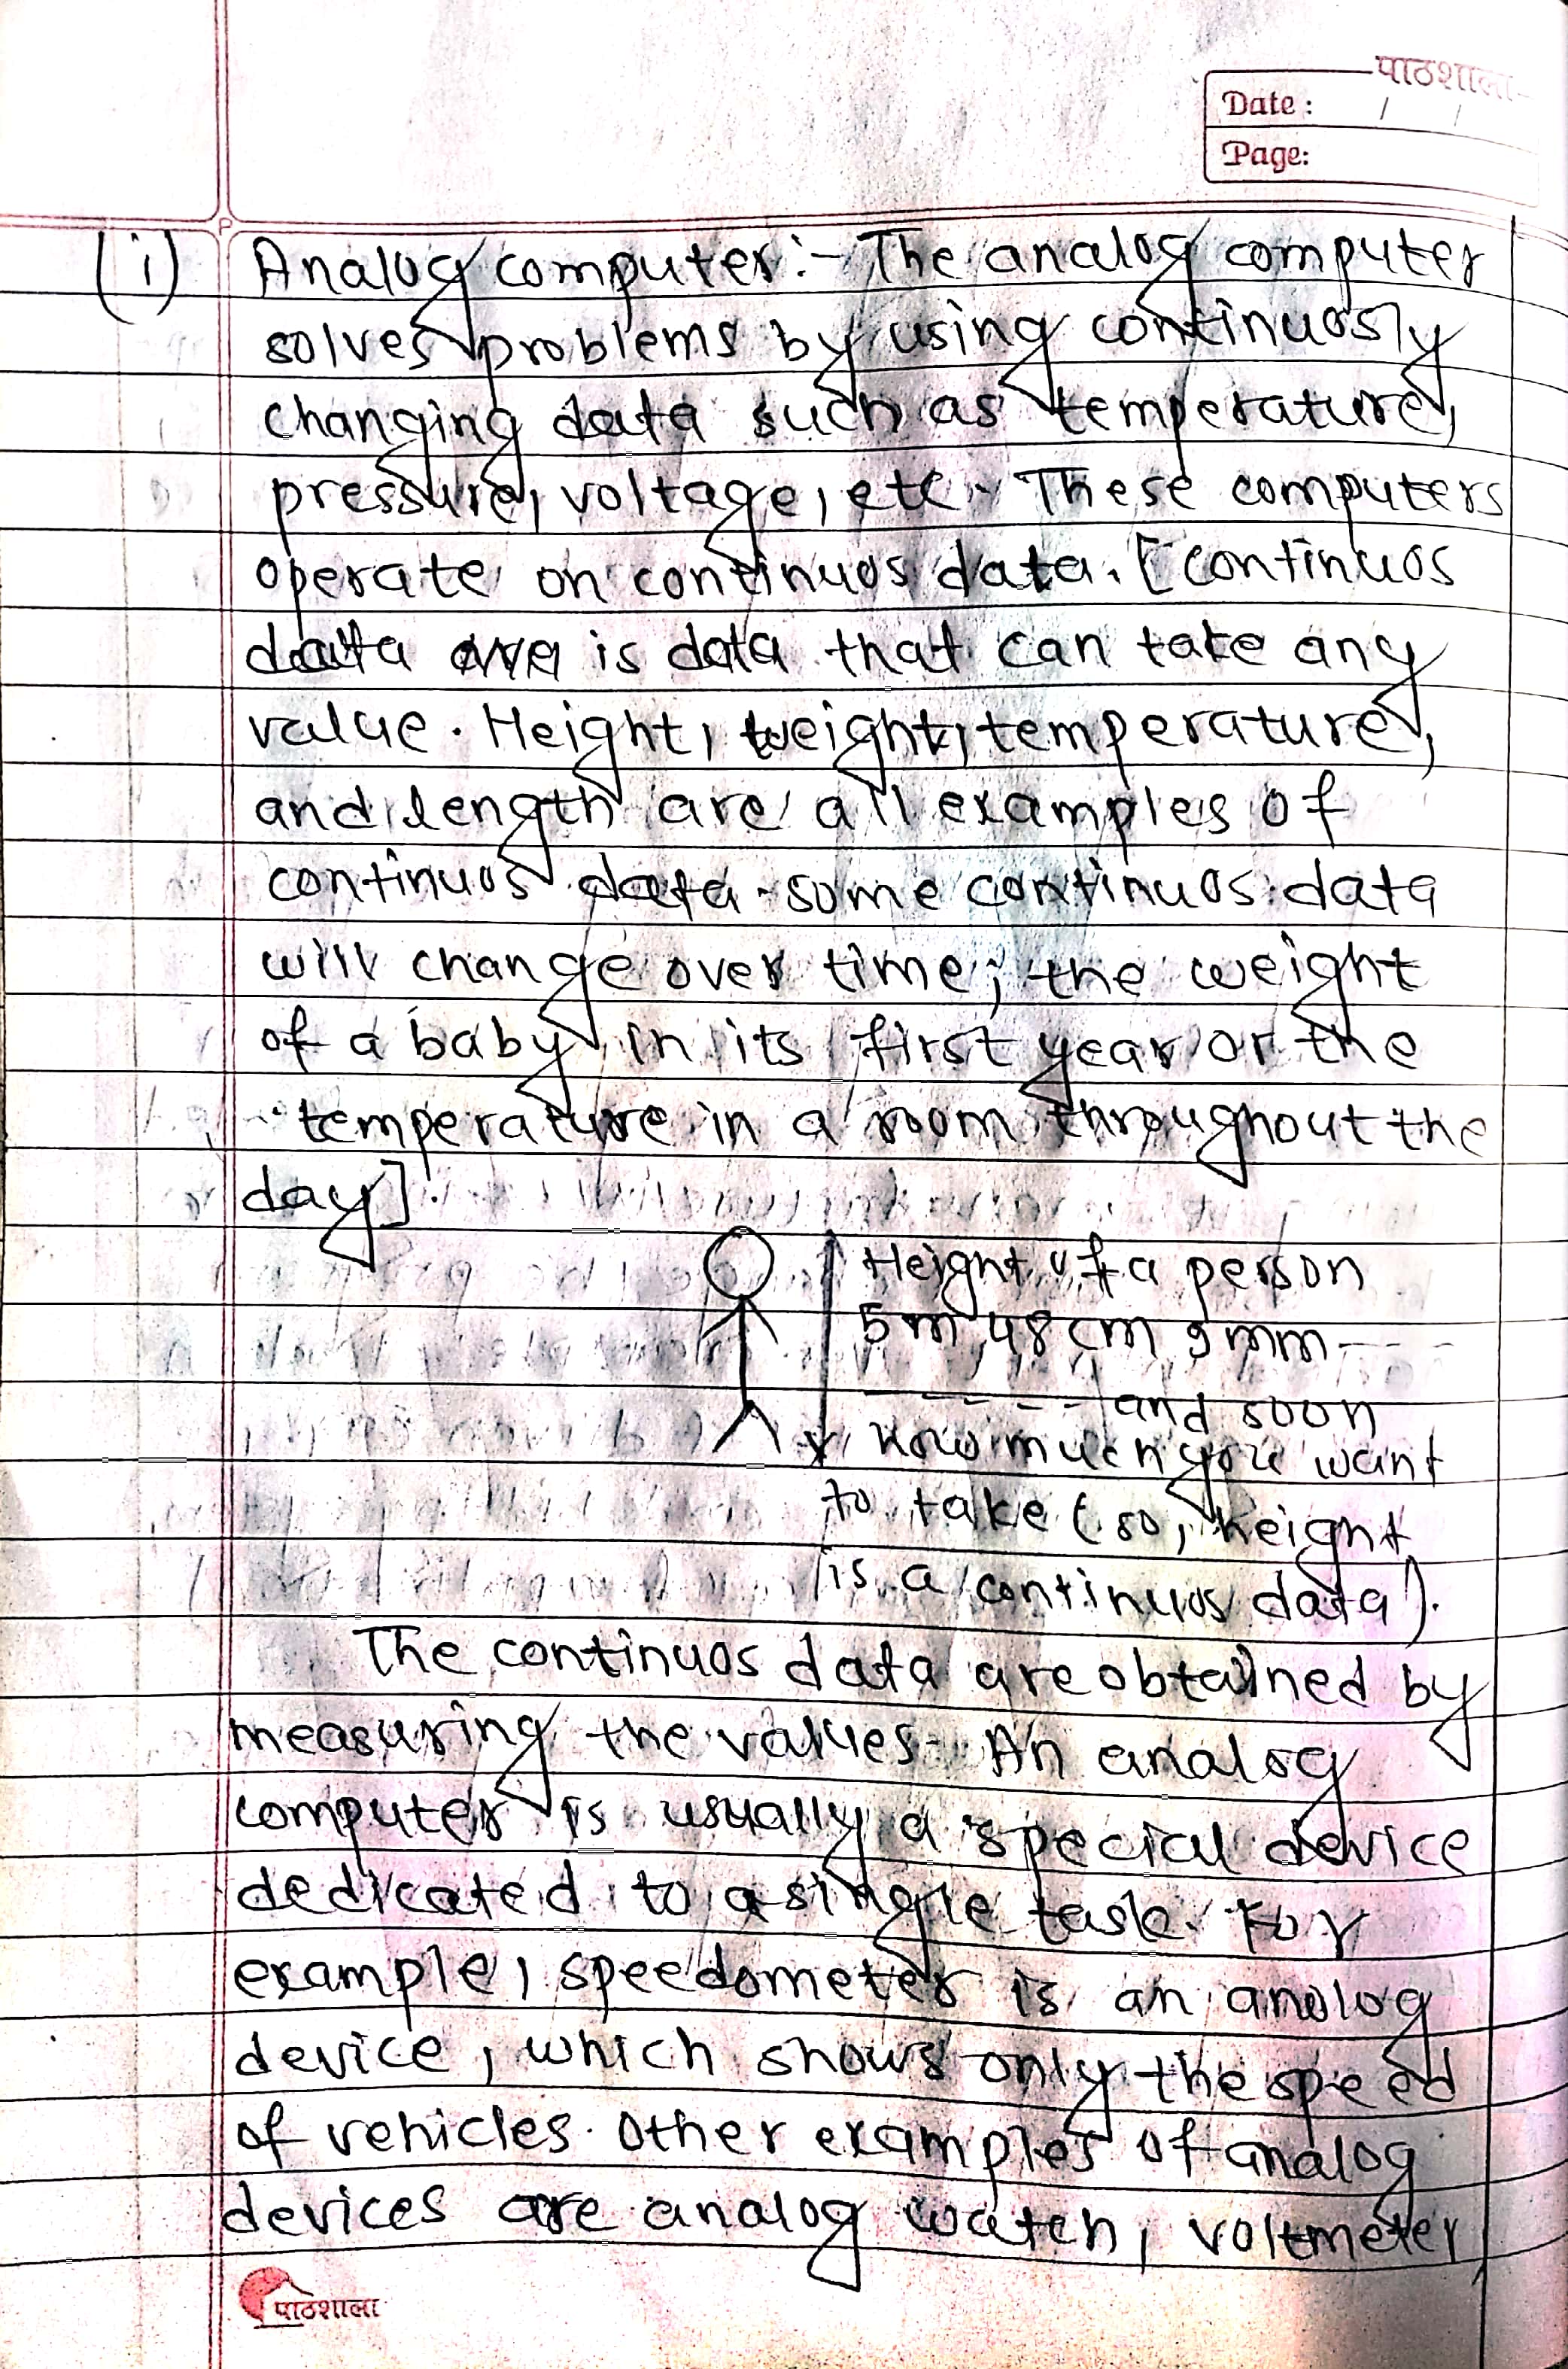 पाठशाला
Date : / /
Page:
(i) Analog computer :- The analog computer
solves problems by using continuosly
changing data such as temperature,
pressure, voltage, etc. These computers
operate on continuos data. [continuos
data is data that can take any
value. Height, weight, temperature,
and length are all examples of
continuos data. some continuos data
will change over time; the weight
of a baby in its first year or the
temperature in a room throughout the
day]
Height of a person
5m 48 cm 9 mm ----
----- and soon
how much you want
to take (so, height
is a continuos data).
The continuos data are obtained by
measuring the values. An analog
computer is usually a special device
dedicated to a single task. For
example, speedometer is an analog
device, which shows only the speed
of vehicles. Other examples of analog
devices are analog watch, voltmeter,
पाठशाला